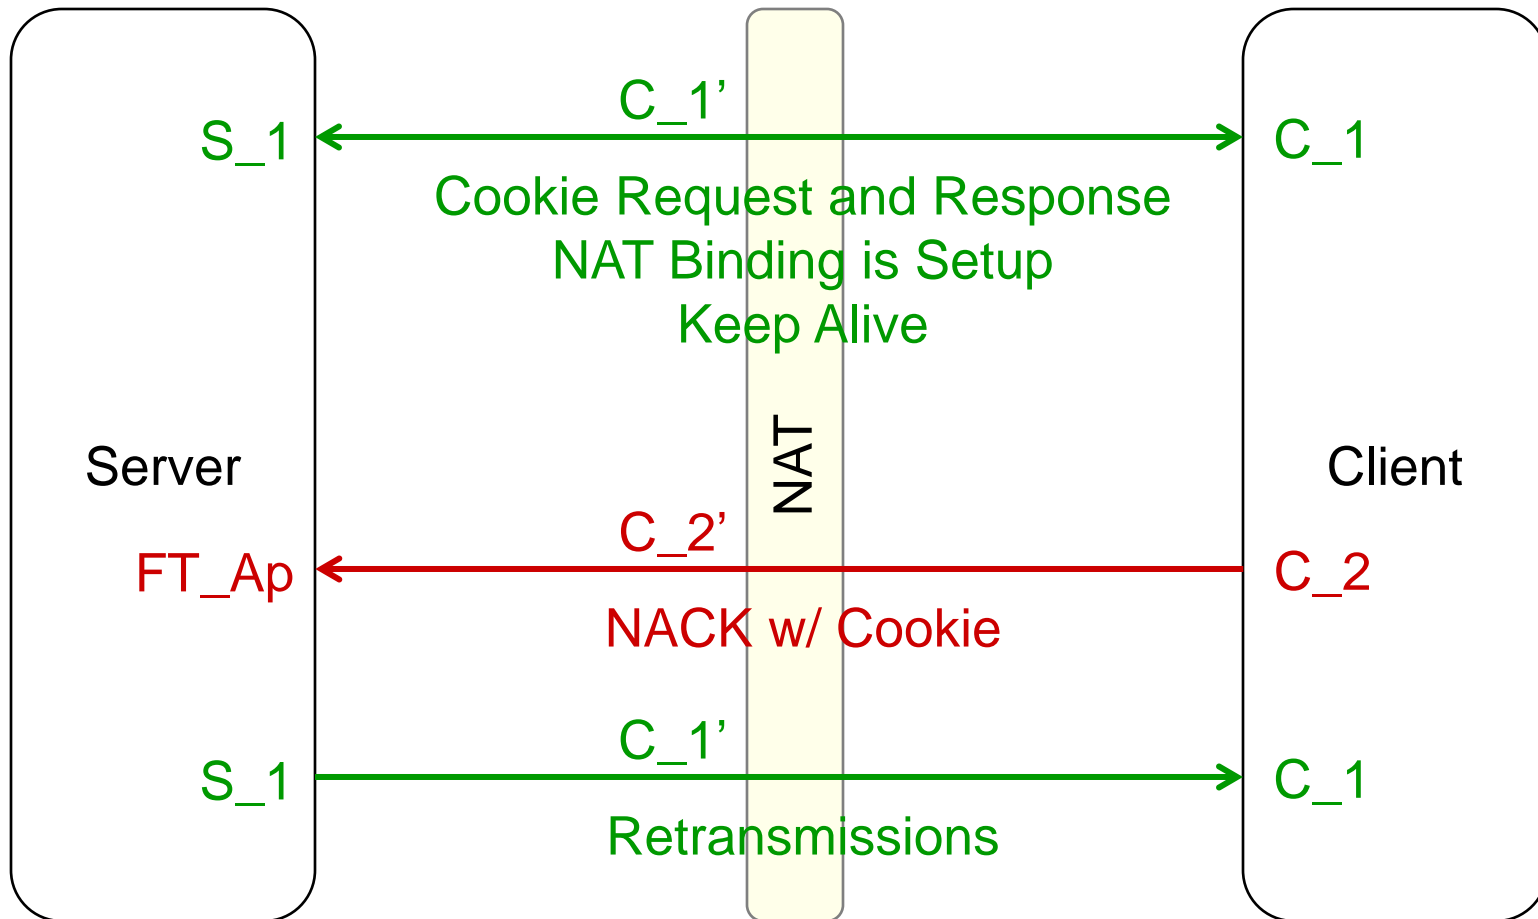 C_1’
S_1
C_1
Cookie Request and Response
NAT Binding is Setup
Keep Alive
NAT
Server
Client
C_2’
FT_Ap
C_2
NACK w/ Cookie
C_1’
S_1
C_1
Retransmissions